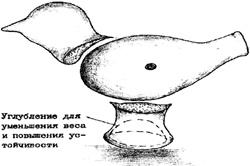 Углубление для
уменьшения веса
и повышения ус-
тойчивости